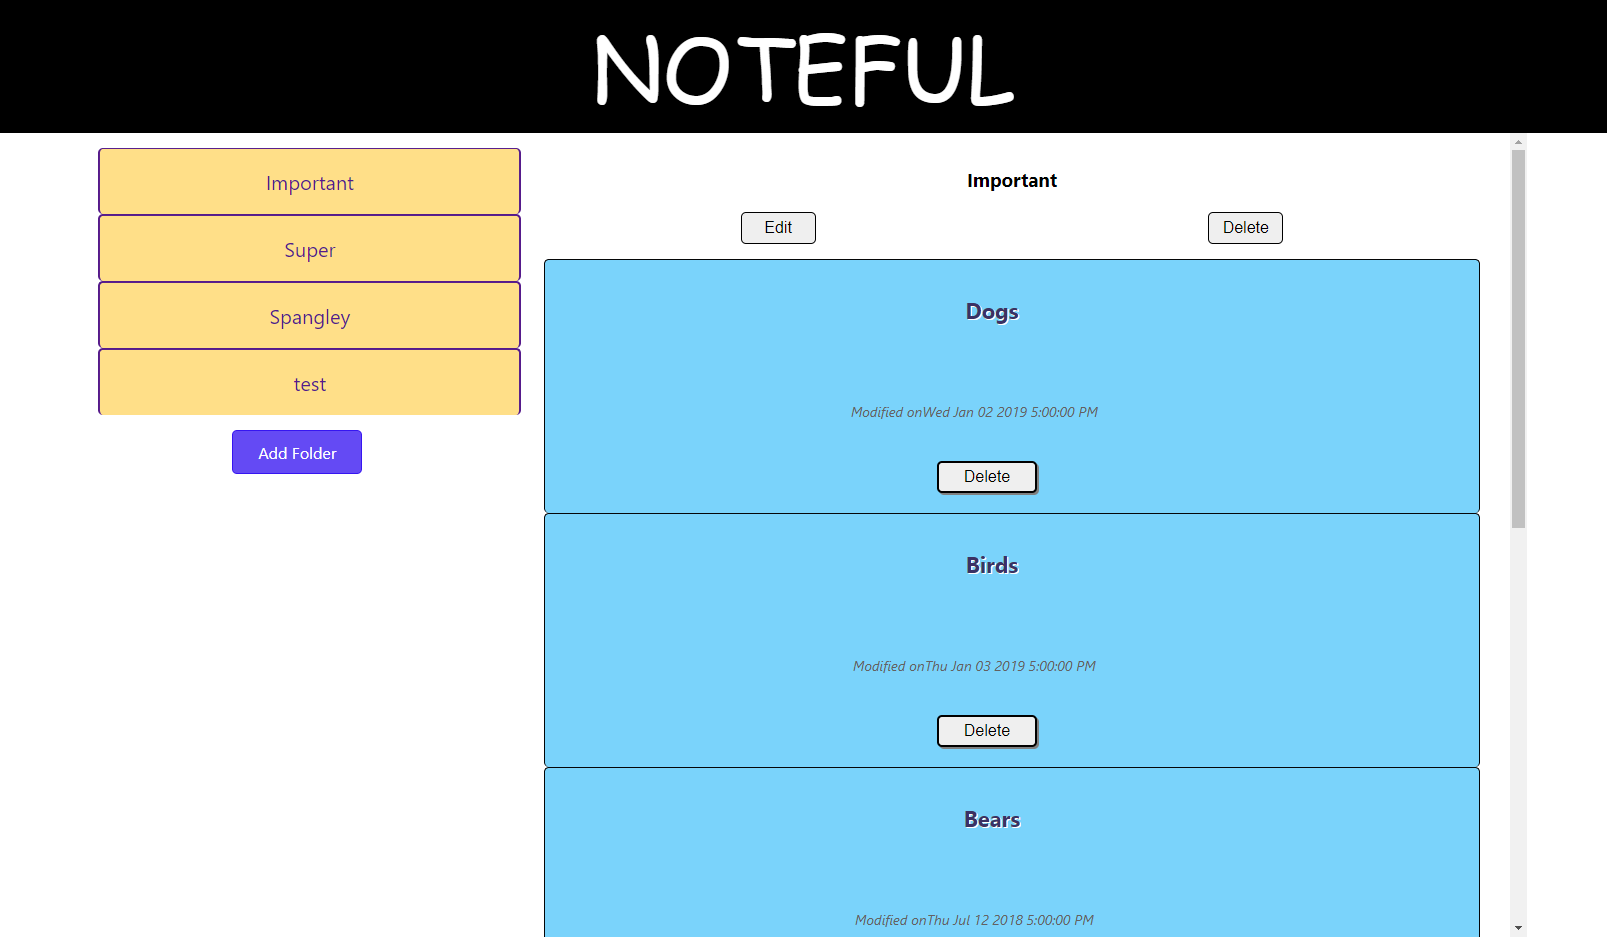 NOTEFUL
Important
Super
Spangley
test
Add Folder
Important
Edit Delete
Dogs
Modified onWed Jan 02 2019 5:00:00 PM
Delete
Birds
Modified onThu Jan 03 2019 5:00:00 PM
Delete
Bears
Modified onThu Jul 12 2018 5:00:00 PM